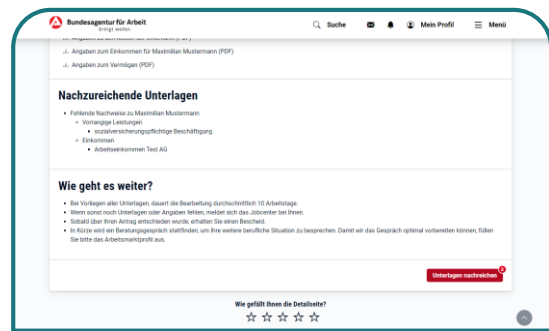 Bundesagentur für Arbeit
bringt weiter.
Suche
Mein Profil
Menü
Angaben zum Einkommen für Maximilian Mustermann (PDF)
Angaben zum Vermögen (PDF)
Nachzureichende Unterlagen
Fehlende Nachweise zu Maximilian Mustermann
Vorrangige Leistungen
sozialversicherungspflichtige Beschäftigung
Einkommen
Arbeitseinkommen Test AG
Wie geht es weiter?
Bei Vorliegen aller Unterlagen, dauert die Bearbeitung durchschnittlich 10 Arbeitstage.
Wenn sonst noch Unterlagen oder Angaben fehlen, meldet sich das Jobcenter bei Ihnen.
Sobald über Ihren Antrag entschieden wurde, erhalten Sie einen Bescheid.
In Kürze wird ein Beratungsgespräch stattfinden, um Ihre weitere berufliche Situation zu besprechen. Damit wir das Gespräch optimal vorbereiten können, füllen
Sie bitte das Arbeitsmarktprofil aus.
Unterlagen nachreichen
Wie gefällt Ihnen die Detailseite?